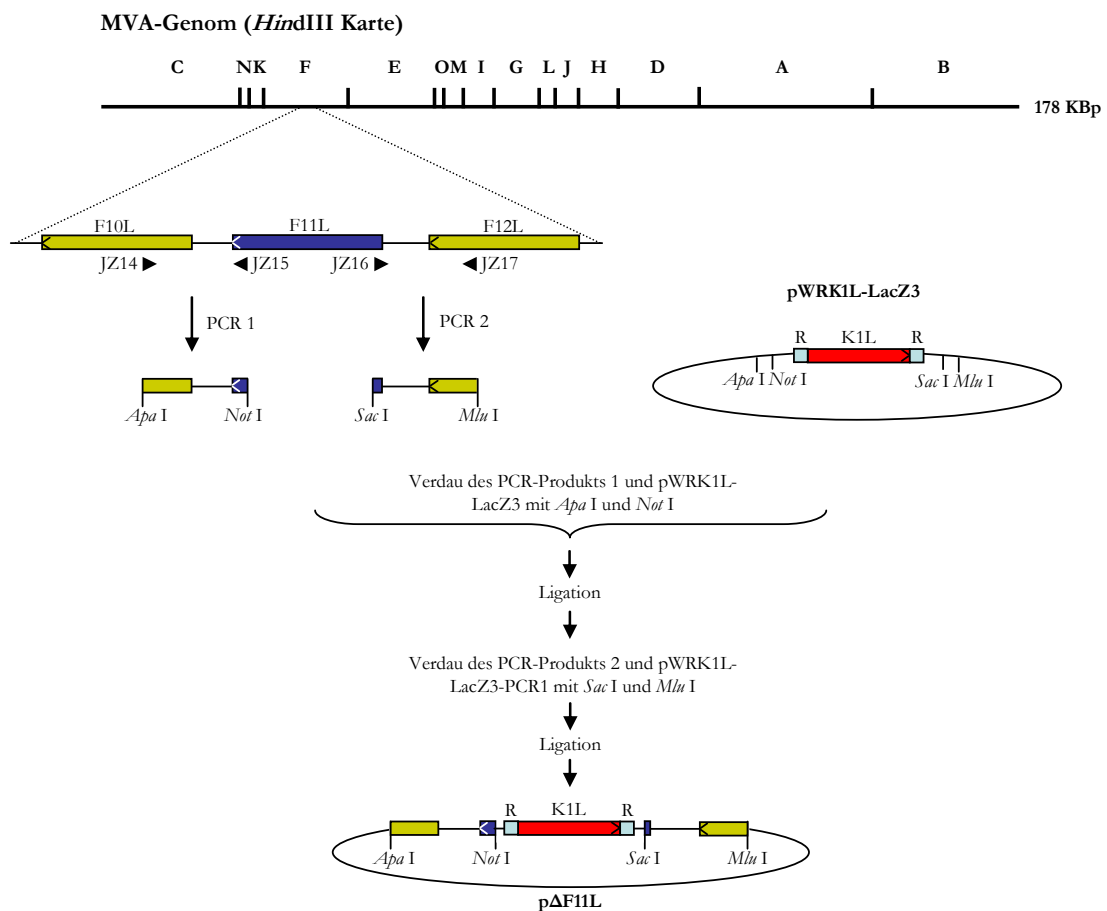 MVA-Genom (HindIII Karte)
C N K F E O M I G L J H D A B
178 KBp
F10L F11L F12L
JZ14 JZ15 JZ16 JZ17
pWRK1L-LacZ3
PCR 1 PCR 2
R K1L R
Apa I Not I Sac I Mlu I
Apa I Not I Sac I Mlu I
Verdau des PCR-Produkts 1 und pWRK1L-
LacZ3 mit Apa I und Not I
Ligation
Verdau des PCR-Produkts 2 und pWRK1L-
LacZ3-PCR1 mit Sac I und Mlu I
Ligation
R K1L R
Apa I Not I Sac I Mlu I
pΔF11L